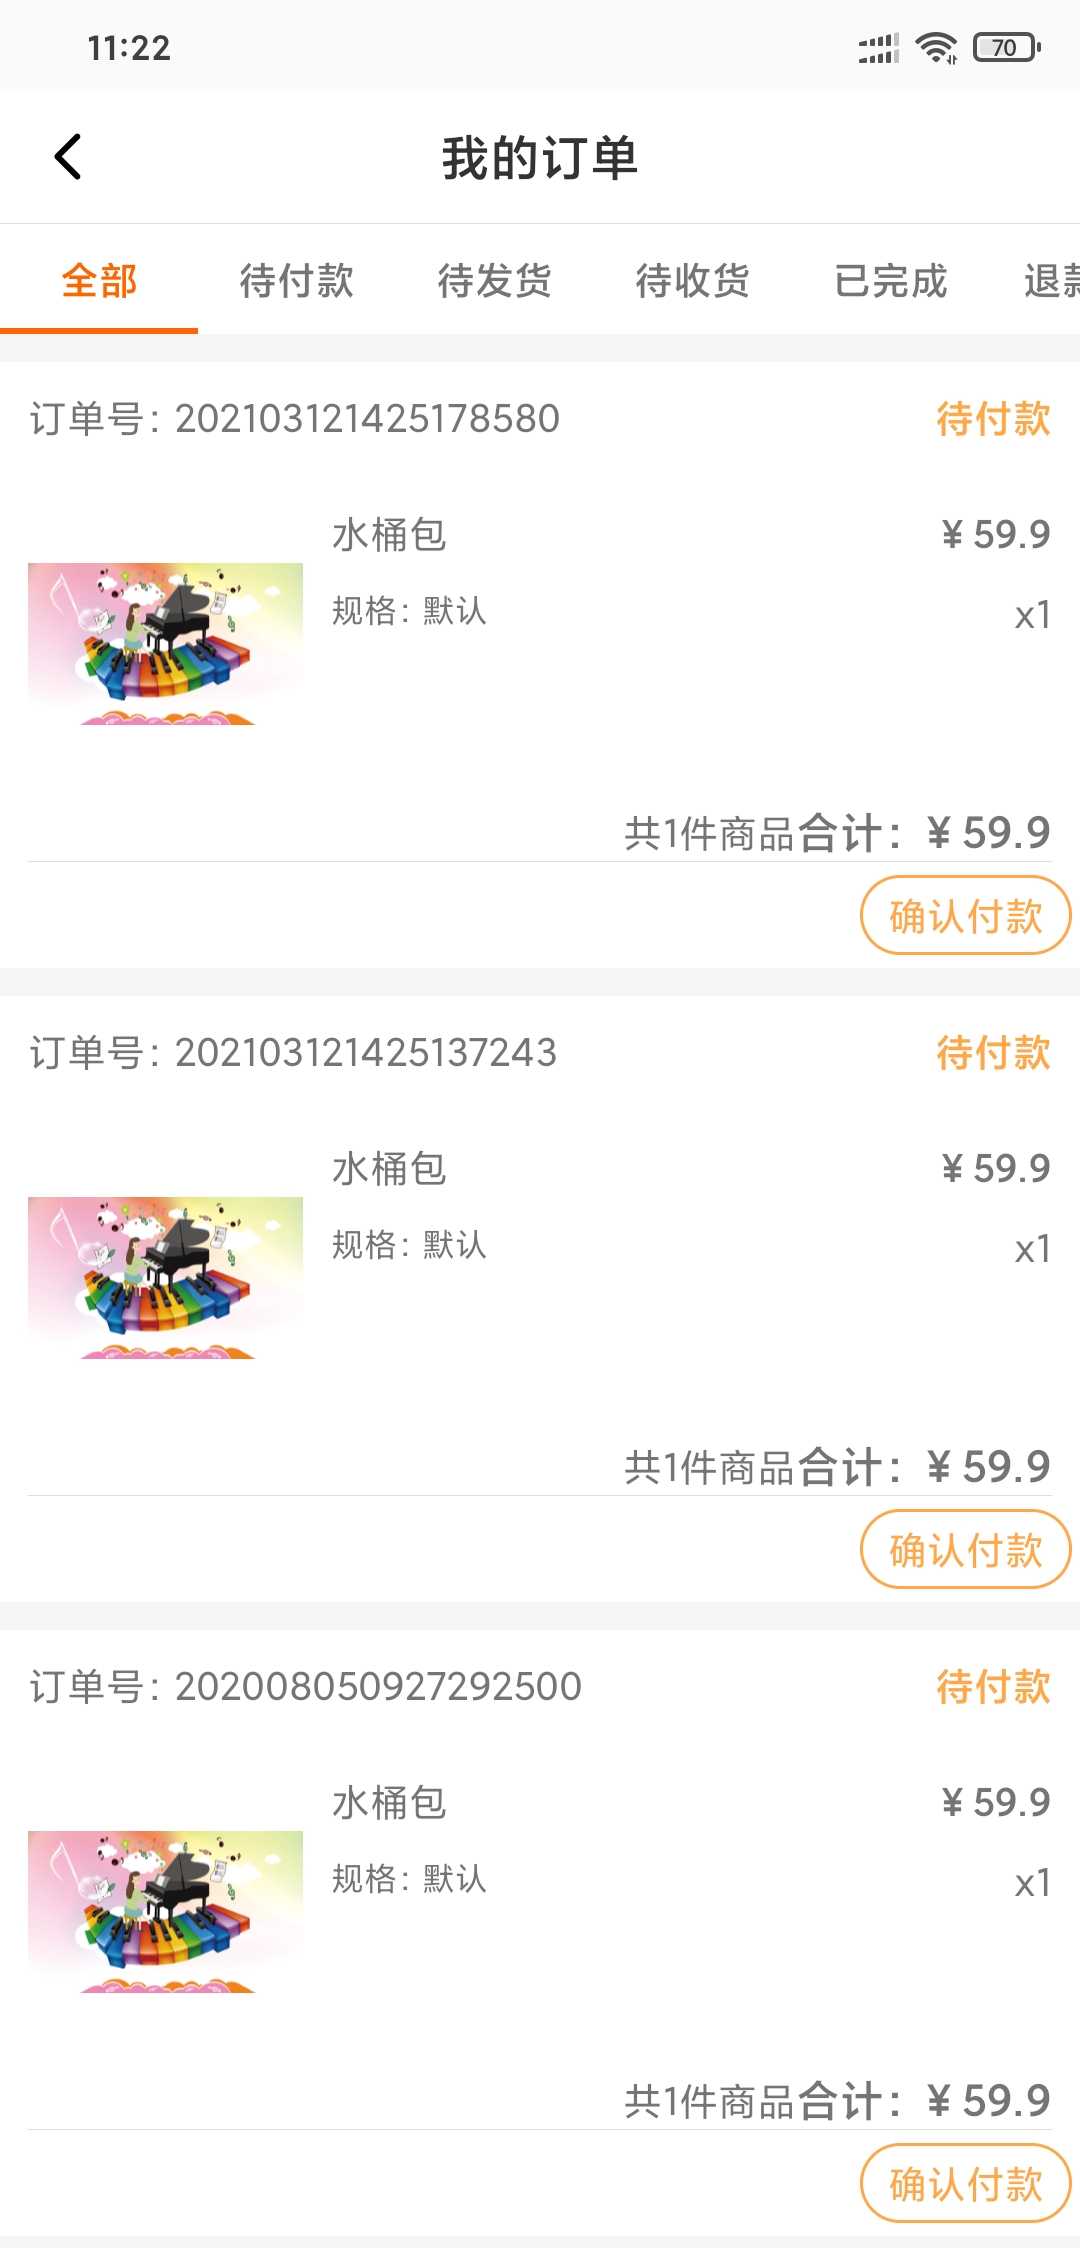 11:22
70
我的订单
全部 待付款 待发货 待收货 已完成 退款
订单号: 202103121425178580 待付款
水桶包 ¥ 59.9
规格: 默认 x1
共1件商品合计: ¥ 59.9
确认付款
订单号: 202103121425137243 待付款
水桶包 ¥ 59.9
规格: 默认 x1
共1件商品合计: ¥ 59.9
确认付款
订单号: 202008050927292500 待付款
水桶包 ¥ 59.9
规格: 默认 x1
共1件商品合计: ¥ 59.9
确认付款